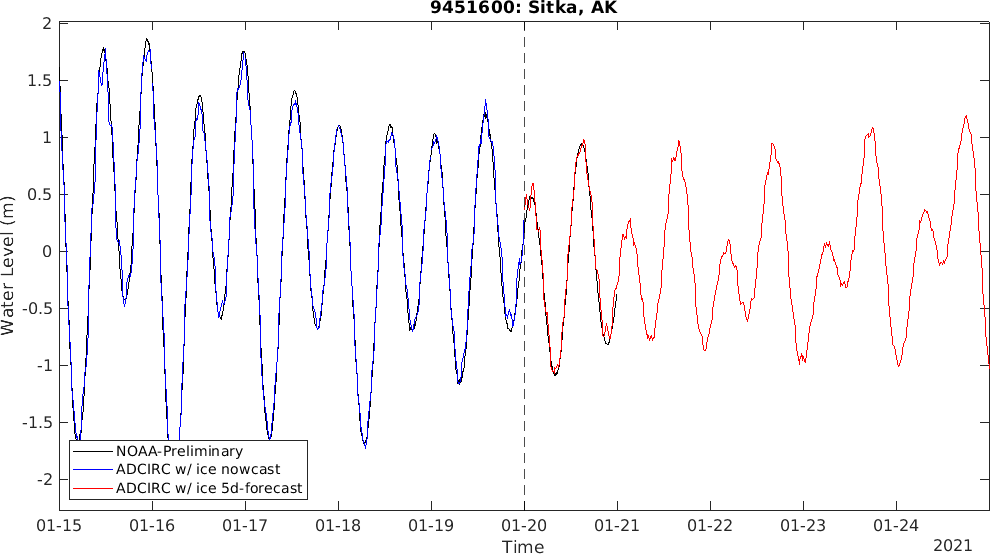 9451600: Sitka, AK
Water Level (m)
2
1.5
1
0.5
0
-0.5
-1
-1.5
-2
NOAA-Preliminary
ADCIRC w/ ice nowcast
ADCIRC w/ ice 5d-forecast
01-15 01-16 01-17 01-18 01-19 01-20 01-21 01-22 01-23 01-24
Time
2021